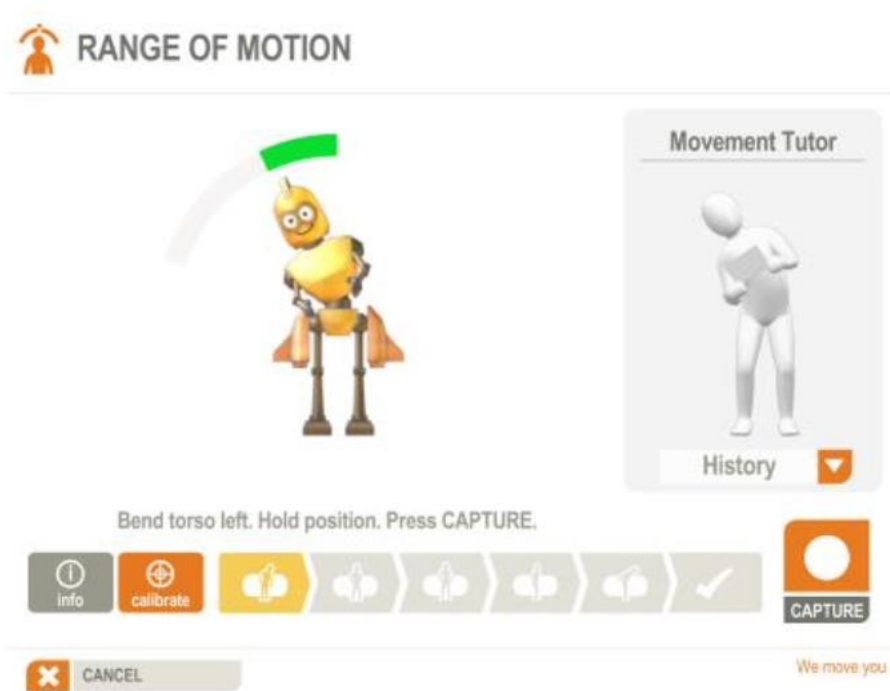 RANGE OF MOTION
Movement Tutor
History
Bend torso left. Hold position. Press CAPTURE.
info
calibrate
CAPTURE
CANCEL
We move you